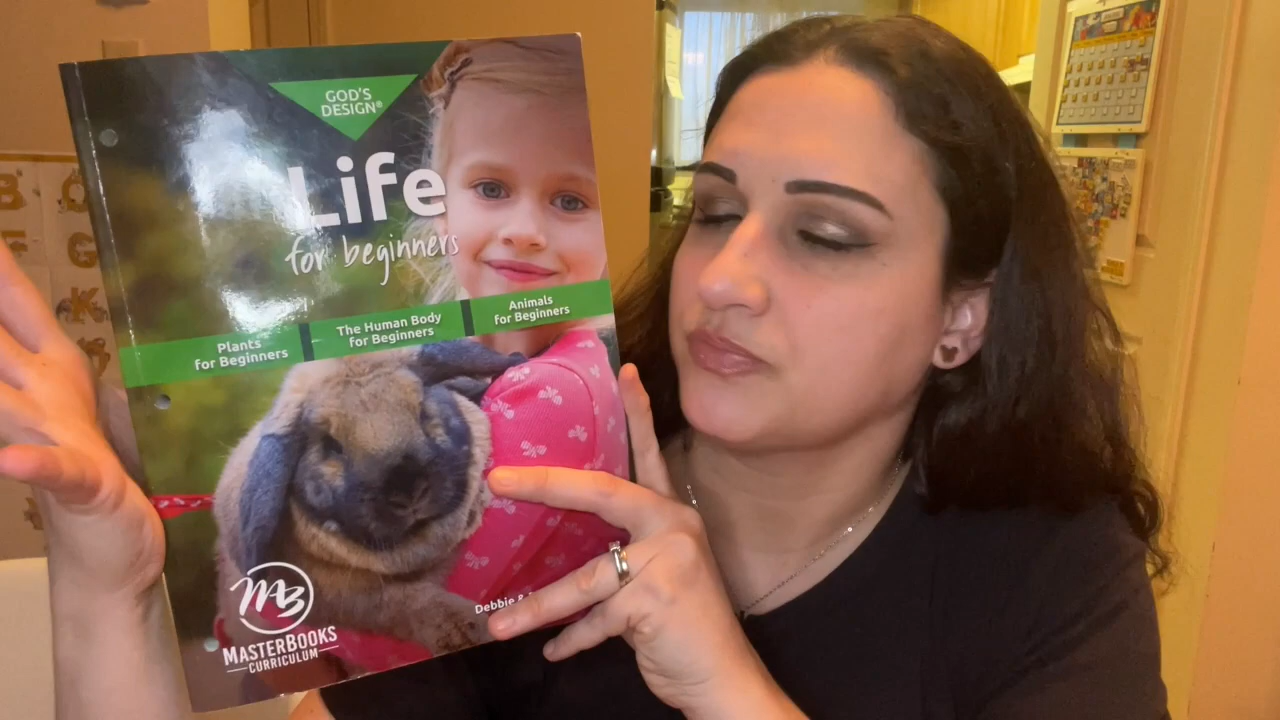 GOD'S
DESIGN®
Life
for beginners
Plants
for Beginners
The Human Body
for Beginners
Animals
for Beginners
Debbie &
MB
MASTERBOOKS
CURRICULUM
B
G
K